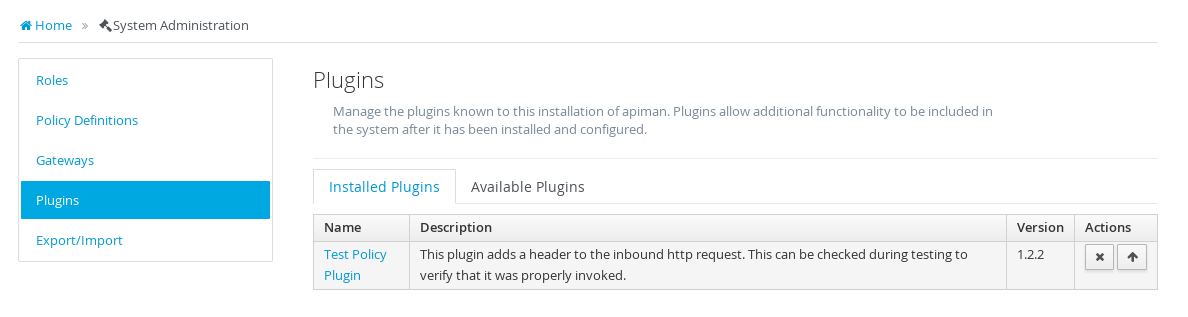 Home » System Administration
Roles
Policy Definitions
Gateways
Plugins
Export/Import
Plugins
Manage the plugins known to this installation of apiman. Plugins allow additional functionality to be included in
the system after it has been installed and configured.
Installed Plugins Available Plugins
Name Description Version Actions
Test Policy Plugin This plugin adds a header to the inbound http request. This can be checked during testing to
verify that it was properly invoked. 1.2.2